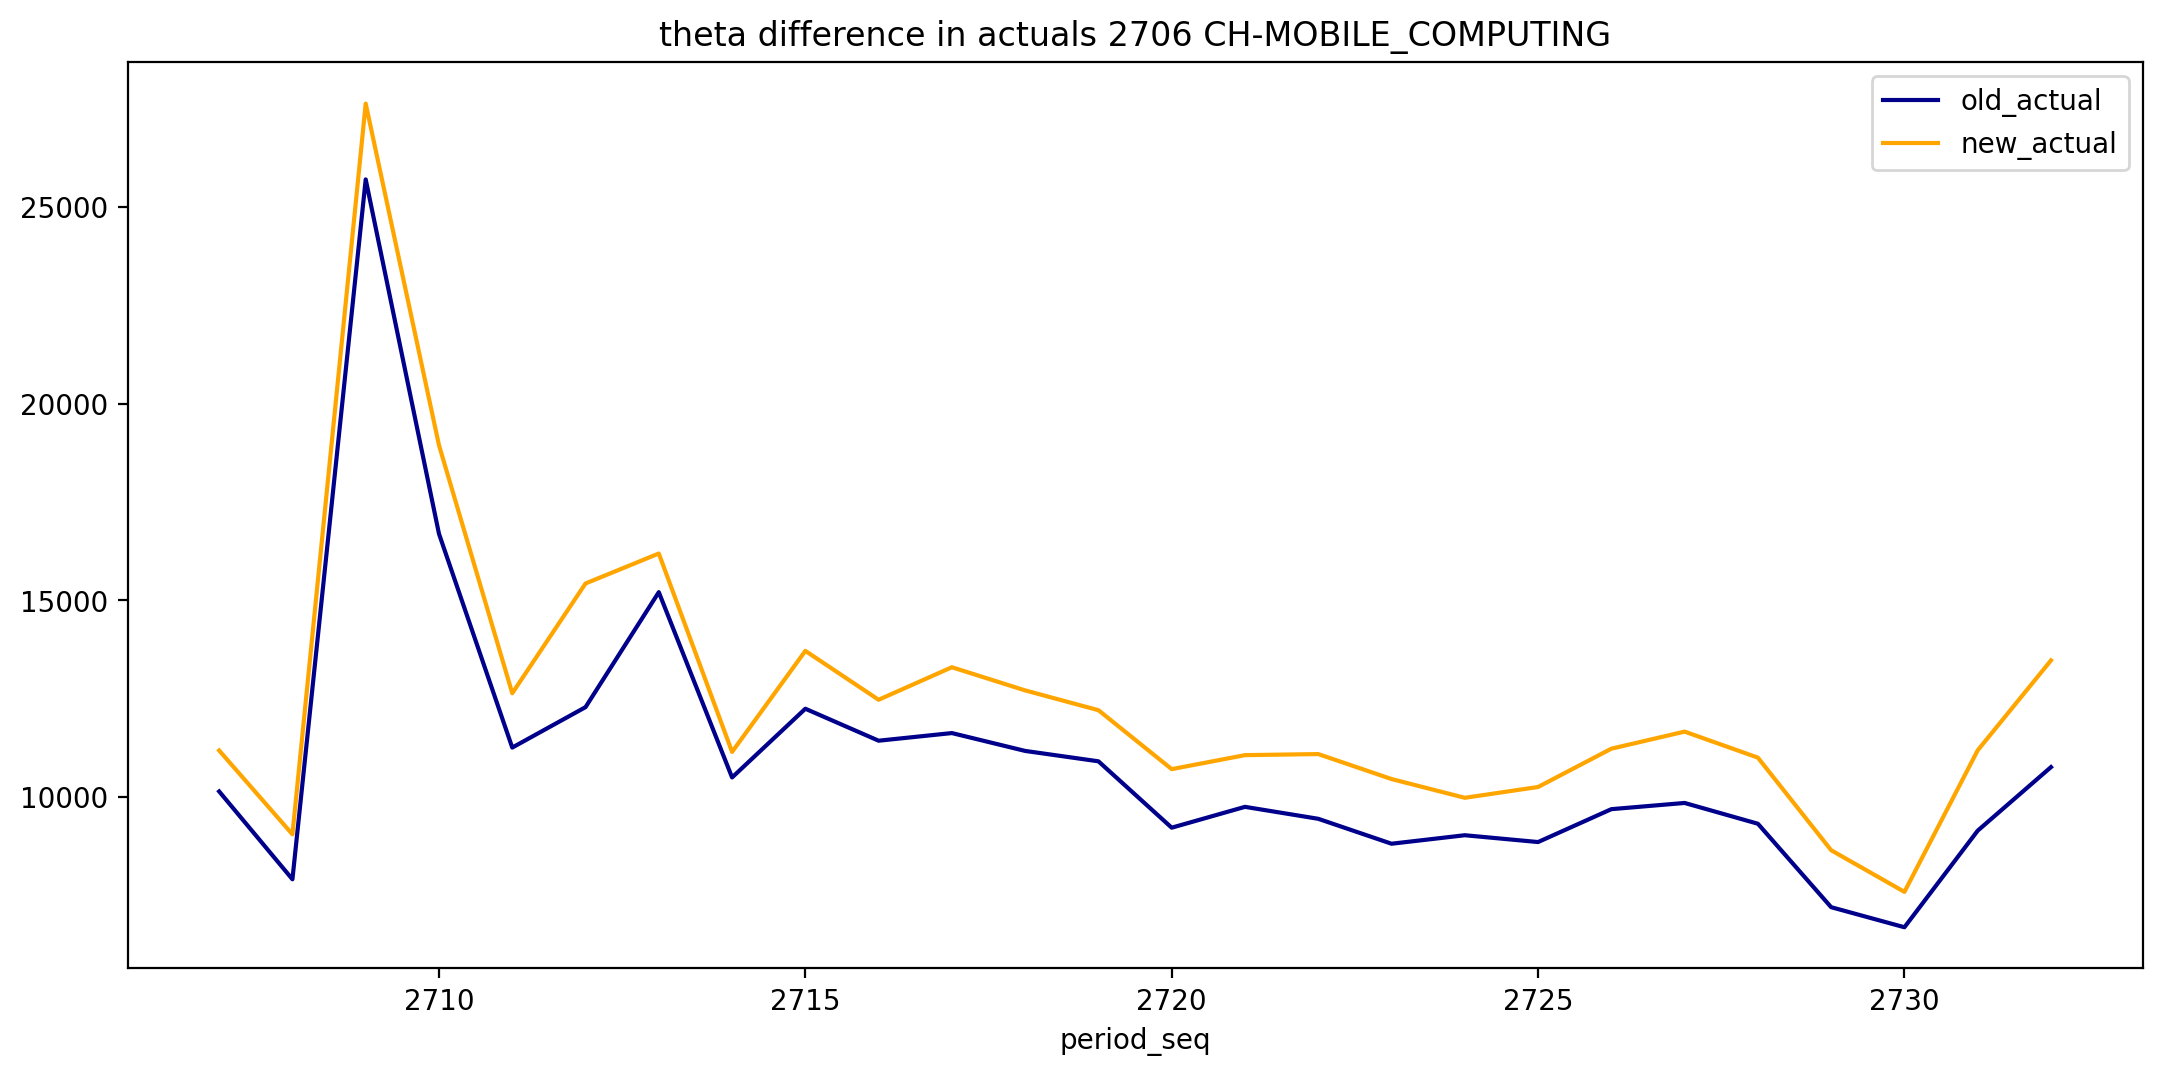 theta difference in actuals 2706 CH-MOBILE_COMPUTING
old_actual
new_actual
25000
20000
15000
10000
2710 2715 2720 2725 2730
period_seq